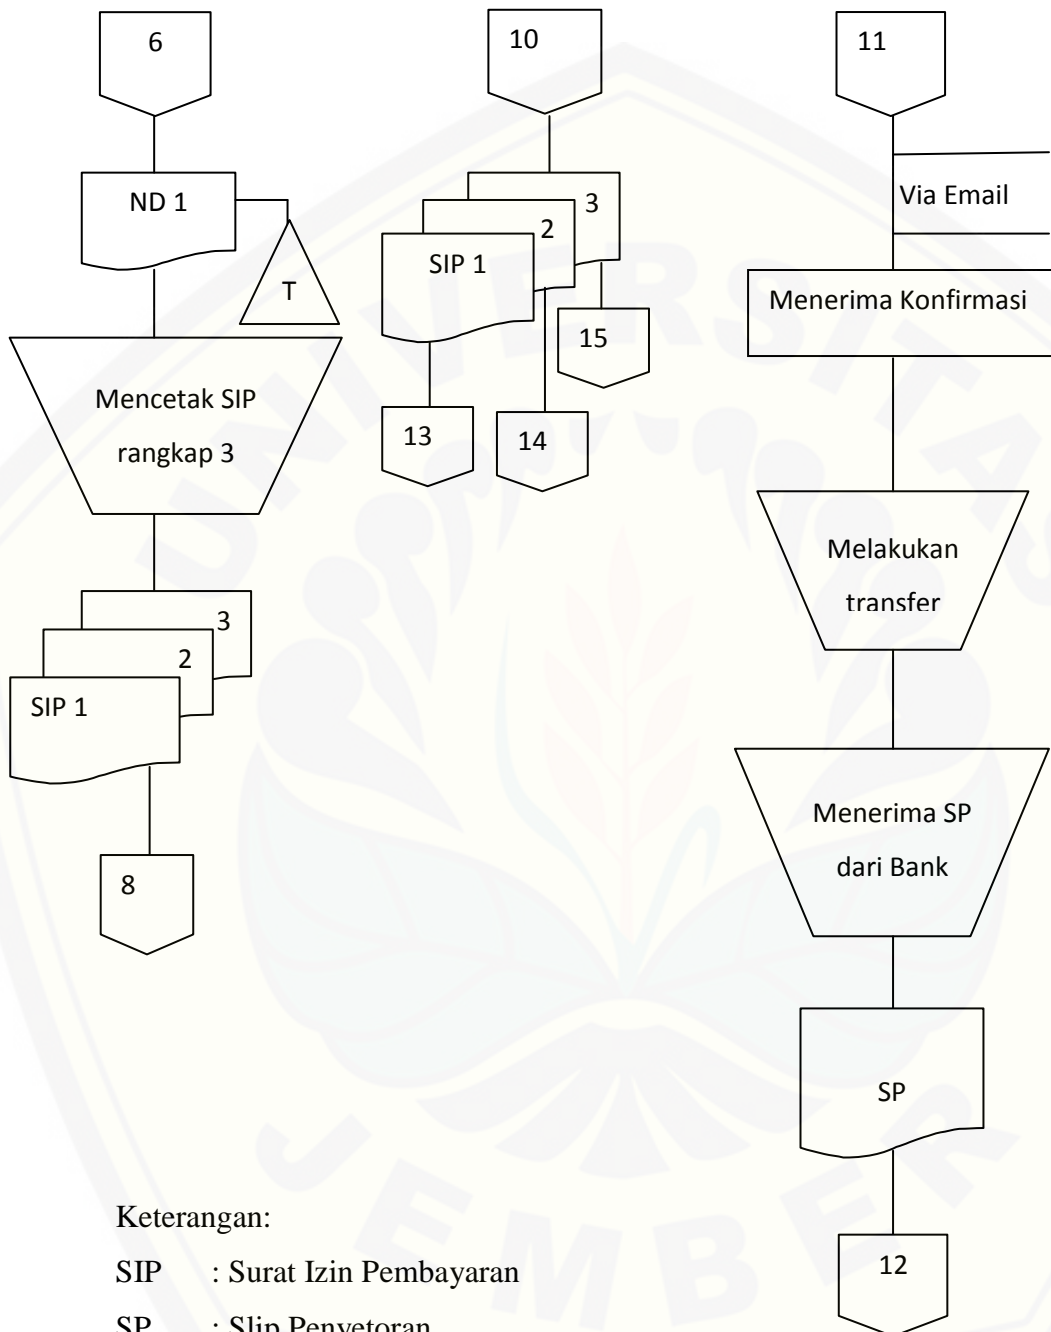 6
ND 1
T
Mencetak SIP
rangkap 3
3
2
SIP 1
8
10
3
2
SIP 1
15
13
14
11
Via Email
Menerima Konfirmasi
Melakukan
transfer
Menerima SP
dari Bank
SP
12
Keterangan:
SIP : Surat Izin Pembayaran
SP : Slip Penyetoran
UNIVERSITAS
JEMBER